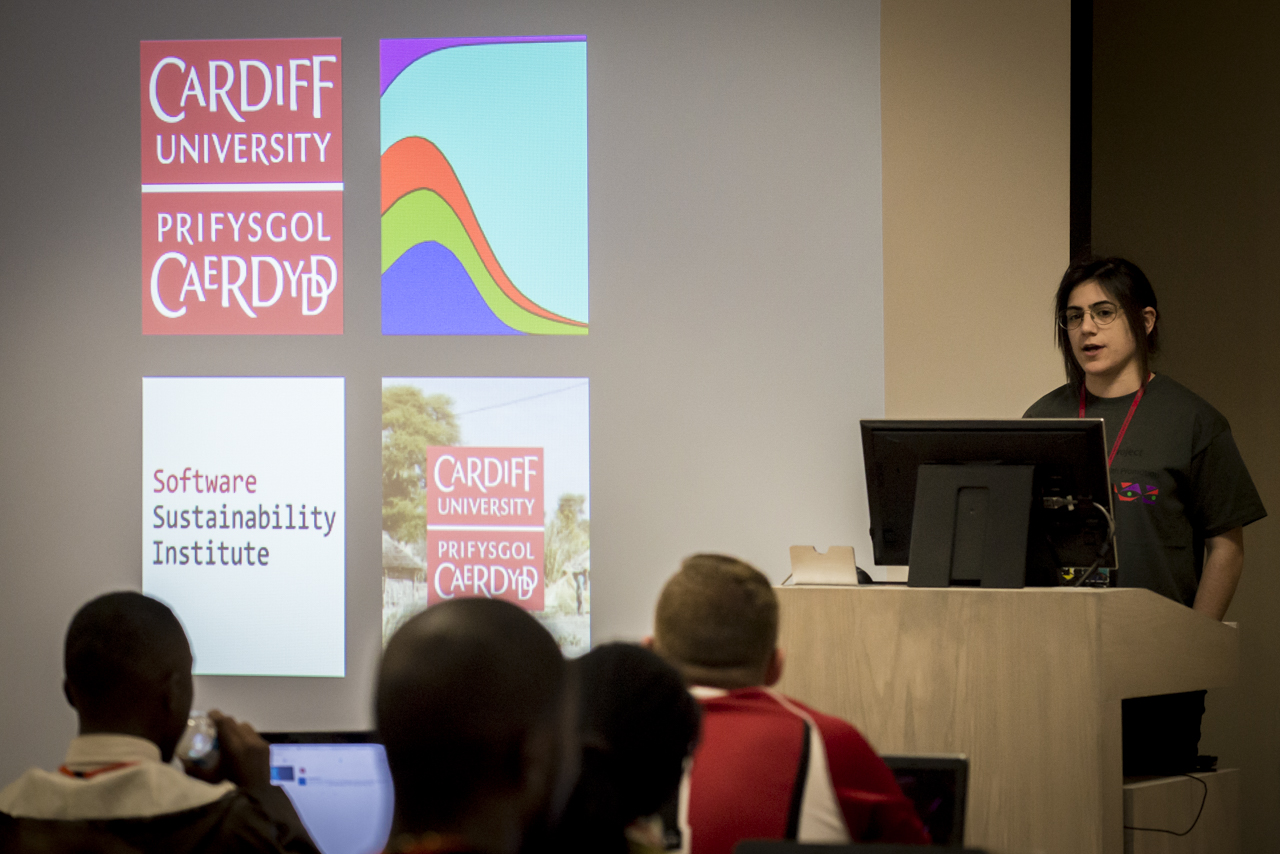 CARDIFF
UNIVERSITY
PRIFYSGOL
CAERDYDD
Software
Sustainability
Institute
CARDIFF
UNIVERSITY
PRIFYSGOL
CAERDYDD